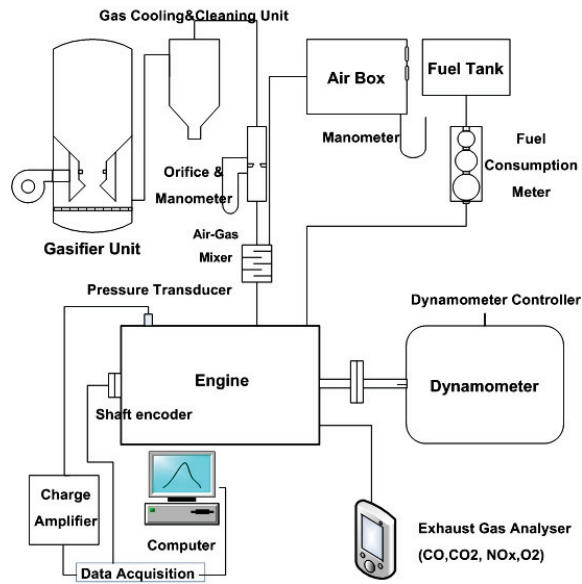 Gas Cooling&Cleaning Unit
Air Box
Fuel Tank
Manometer
Fuel
Consumption
Meter
Orifice &
Manometer
Gasifier Unit
Air-Gas
Mixer
Pressure Transducer
Dynamometer Controller
Engine
Dynamometer
Shaft encoder
Charge
Amplifier
Computer
Exhaust Gas Analyser
(CO,CO2, NOx,O2)
Data Acquisition